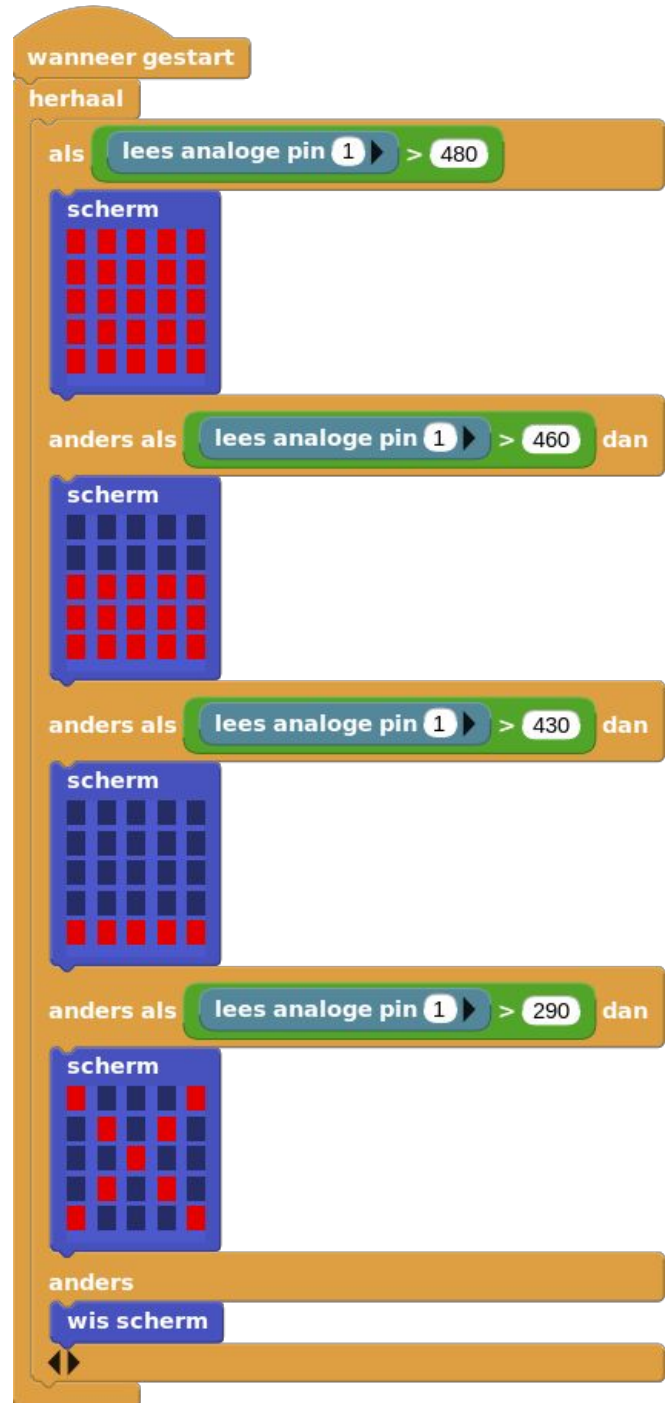 wanneer gestart
herhaal
als lees analoge pin 1 > 480
scherm
anders als lees analoge pin 1 > 460 dan
scherm
anders als lees analoge pin 1 > 430 dan
scherm
anders als lees analoge pin 1 > 290 dan
scherm
anders
wis scherm